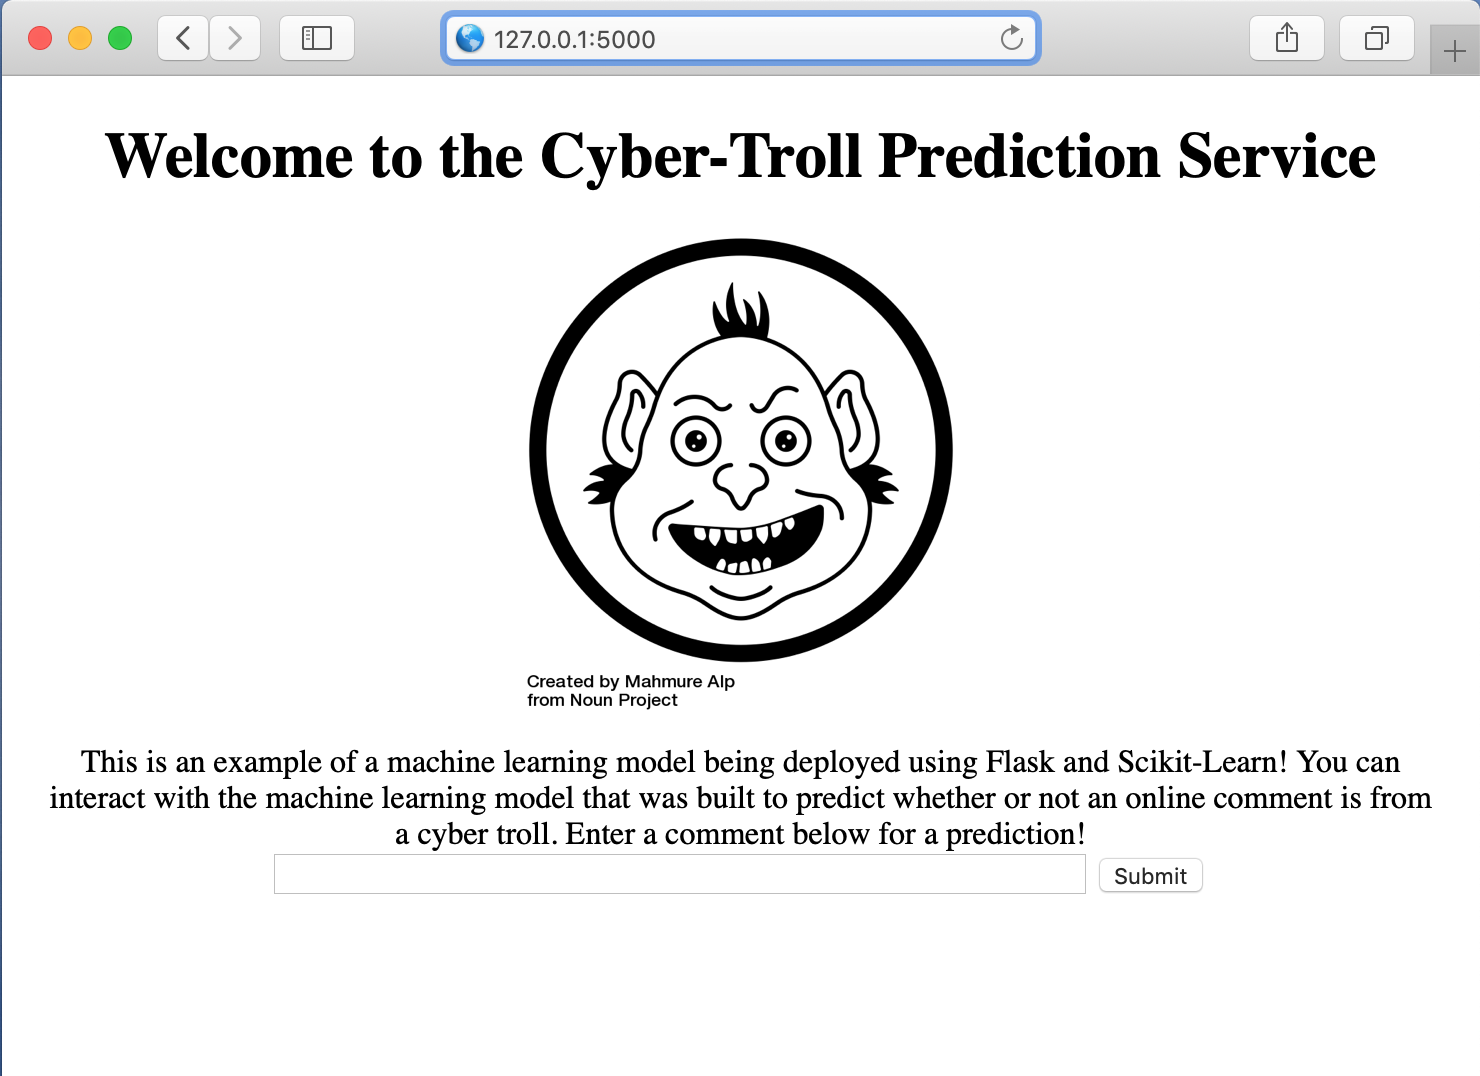 127.0.0.1:5000
Welcome to the Cyber-Troll Prediction Service
Created by Mahmure Alp
from Noun Project
This is an example of a machine learning model being deployed using Flask and Scikit-Learn! You can
interact with the machine learning model that was built to predict whether or not an online comment is from
a cyber troll. Enter a comment below for a prediction!
Submit